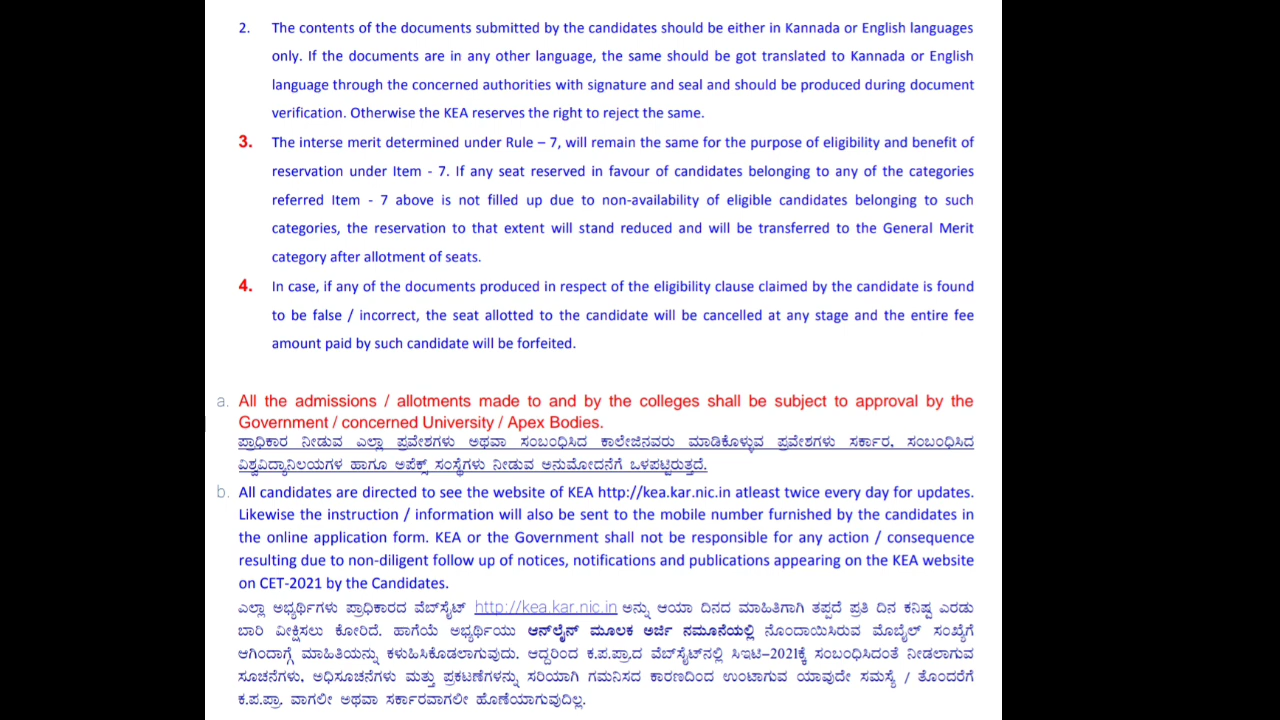 2. The contents of the documents submitted by the candidates should be either in Kannada or English languages
only. If the documents are in any other language, the same should be got translated to Kannada or English
language through the concerned authorities with signature and seal and should be produced during document
verification. Otherwise the KEA reserves the right to reject the same.
3. The interse merit determined under Rule – 7, will remain the same for the purpose of eligibility and benefit of
reservation under Item - 7. If any seat reserved in favour of candidates belonging to any of the categories
referred Item - 7 above is not filled up due to non-availability of eligible candidates belonging to such
categories, the reservation to that extent will stand reduced and will be transferred to the General Merit
category after allotment of seats.
4. In case, if any of the documents produced in respect of the eligibility clause claimed by the candidate is found
to be false / incorrect, the seat allotted to the candidate will be cancelled at any stage and the entire fee
amount paid by such candidate will be forfeited.
a. All the admissions / allotments made to and by the colleges shall be subject to approval by the
Government / concerned University / Apex Bodies.
ಪ್ರಾಧಿಕಾರ ನೀಡುವ ಎಲ್ಲಾ ಪ್ರವೇಶಗಳು ಅಥವಾ ಸಂಬಂಧಿಸಿದ ಕಾಲೇಜಿನವರು ಮಾಡಿಕೊಳ್ಳುವ ಪ್ರವೇಶಗಳು ಸರ್ಕಾರ, ಸಂಬಂಧಿಸಿದ
ವಿಶ್ವವಿದ್ಯಾನಿಲಯಗಳ ಹಾಗೂ ಅಪೆಕ್ಸ್ ಸಂಸ್ಥೆಗಳು ನೀಡುವ ಅನುಮೋದನೆಗೆ ಒಳಪಟ್ಟಿರುತ್ತದೆ.
b. All candidates are directed to see the website of KEA http://kea.kar.nic.in atleast twice every day for updates.
Likewise the instruction / information will also be sent to the mobile number furnished by the candidates in
the online application form. KEA or the Government shall not be responsible for any action / consequence
resulting due to non-diligent follow up of notices, notifications and publications appearing on the KEA website
on CET-2021 by the Candidates.
ಎಲ್ಲಾ ಅಭ್ಯರ್ಥಿಗಳು ಪ್ರಾಧಿಕಾರದ ವೆಬ್‌ಸೈಟ್ http://kea.kar.nic.in ಅನ್ನು ಆಯಾ ದಿನದ ಮಾಹಿತಿಗಾಗಿ ತಪ್ಪದೆ ಪ್ರತಿ ದಿನ ಕನಿಷ್ಟ ಎರಡು
ಬಾರಿ ವೀಕ್ಷಿಸಲು ಕೋರಿದೆ. ಹಾಗೆಯೆ ಅಭ್ಯರ್ಥಿಯು ಆನ್‌ಲೈನ್ ಮೂಲಕ ಅರ್ಜಿ ನಮೂನೆಯಲ್ಲಿ ನೊಂದಾಯಿಸಿರುವ ಮೊಬೈಲ್ ಸಂಖ್ಯೆಗೆ
ಆಗಿಂದಾಗ್ಗೆ ಮಾಹಿತಿಯನ್ನು ಕಳುಹಿಸಿಕೊಡಲಾಗುವುದು. ಆದ್ದರಿಂದ ಕ.ಪ.ಪ್ರಾ.ದ ವೆಬ್‌ಸೈಟ್‌ನಲ್ಲಿ ಸಿಇಟಿ–2021ಕ್ಕೆ ಸಂಬಂಧಿಸಿದಂತೆ ನೀಡಲಾಗುವ
ಸೂಚನೆಗಳು, ಅಧಿಸೂಚನೆಗಳು ಮತ್ತು ಪ್ರಕಟಣೆಗಳನ್ನು ಸರಿಯಾಗಿ ಗಮನಿಸದ ಕಾರಣದಿಂದ ಉಂಟಾಗುವ ಯಾವುದೇ ಸಮಸ್ಯೆ / ತೊಂದರೆಗೆ
ಕ.ಪ.ಪ್ರಾ. ವಾಗಲೀ ಅಥವಾ ಸರ್ಕಾರವಾಗಲೀ ಹೊಣೆಯಾಗುವುದಿಲ್ಲ.